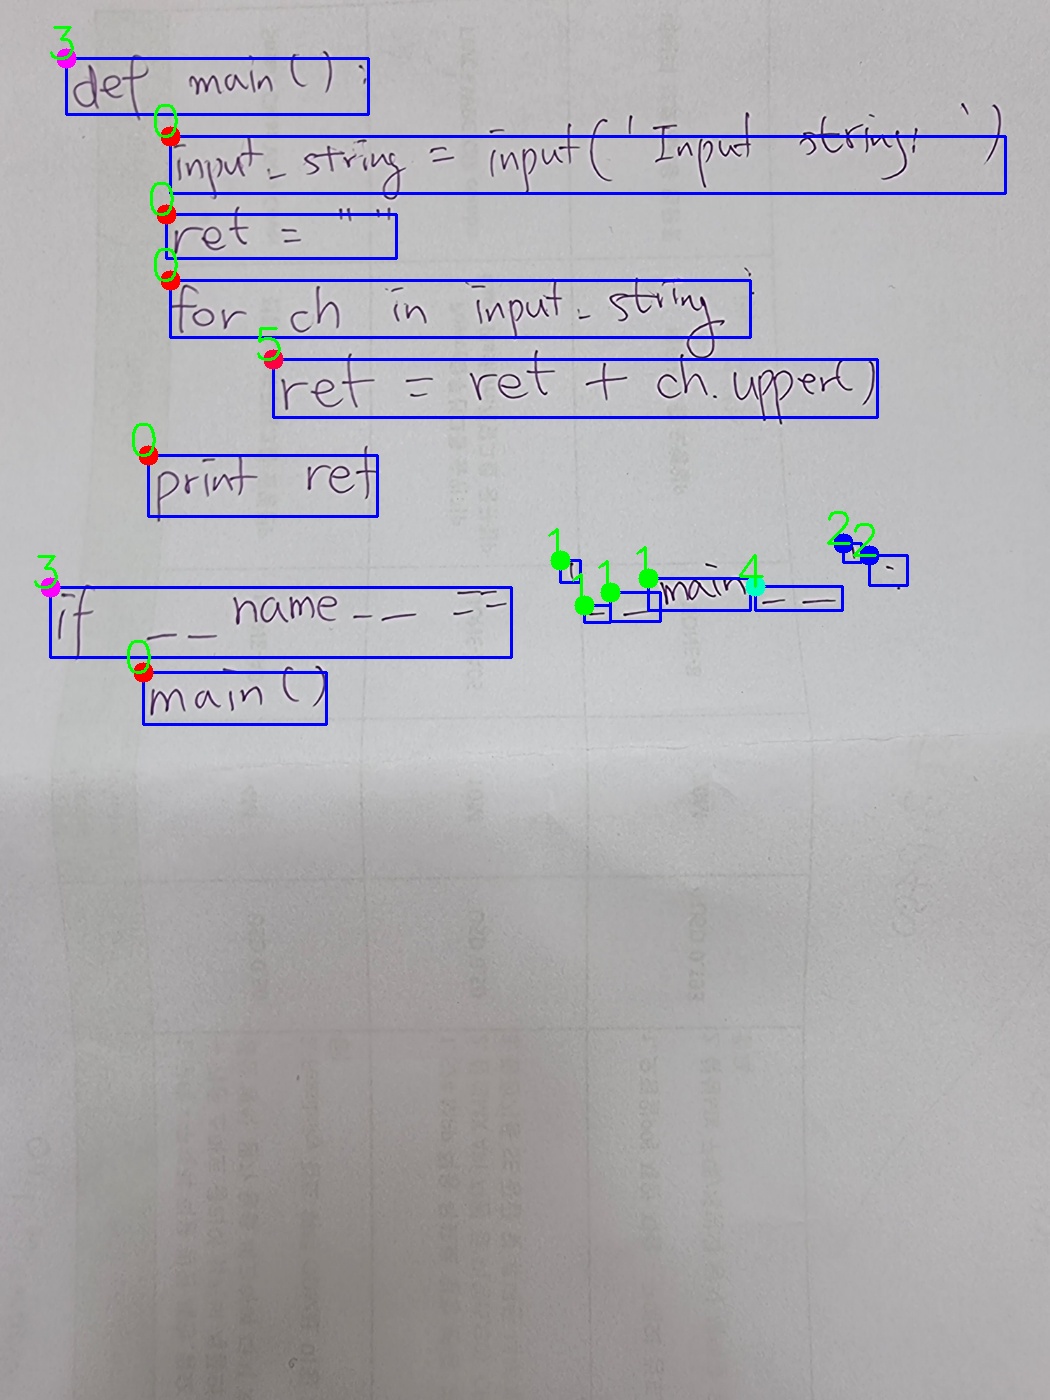 def main():
input_string = input('Input string: ')
ret = " "
for ch in input_string:
ret = ret + ch.upper()
print ret
if __name__ == '__main__':
main()
3
0
0
0
5
0
3
1
1
1
1
4
2
2
0